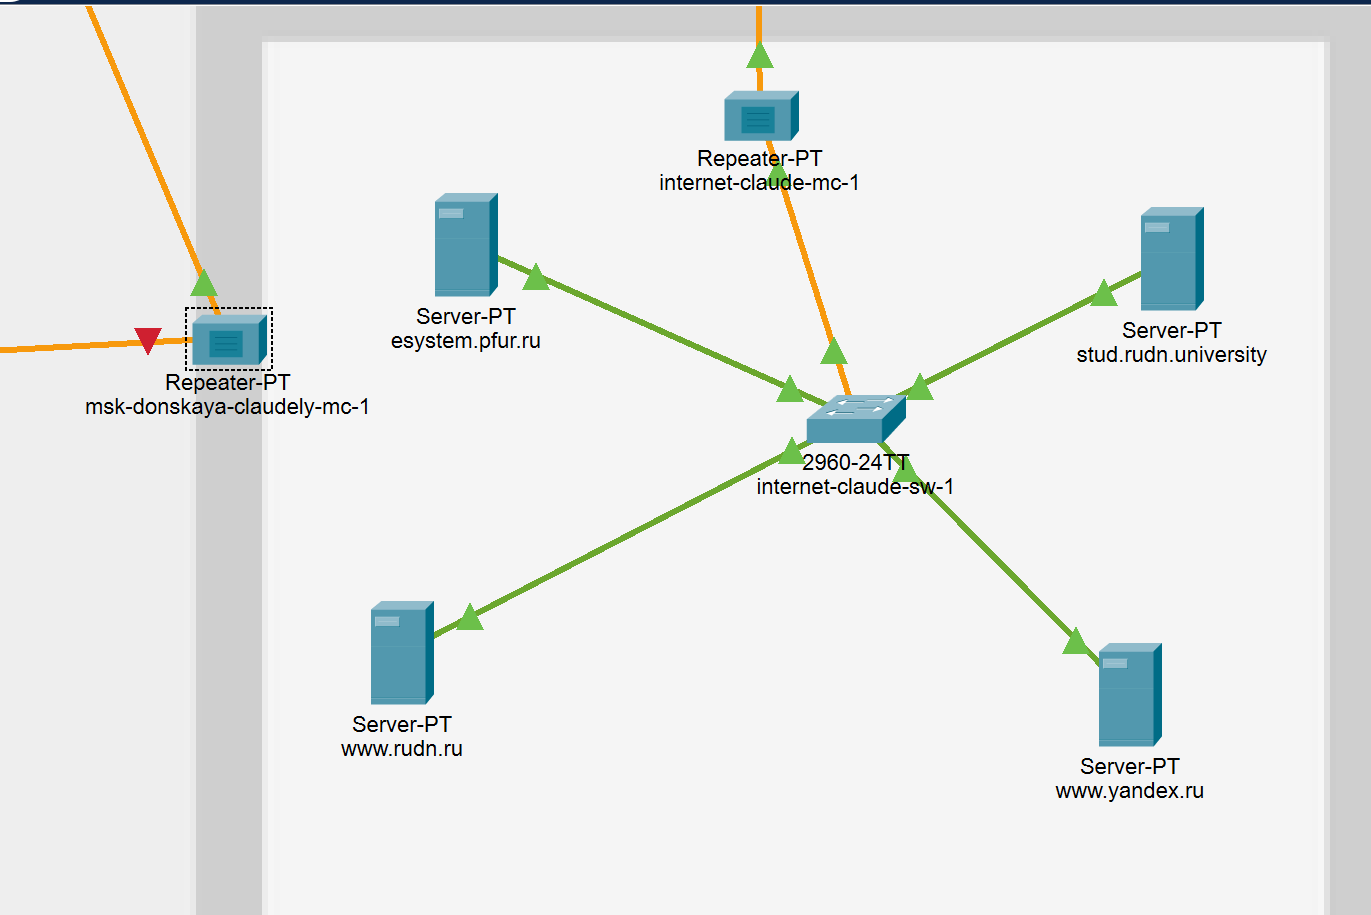 Repeater-PT
internet-claude-mc-1
Server-PT
esystem.pfur.ru
Server-PT
stud.rudn.university
Repeater-PT
msk-donskaya-claudely-mc-1
2960-24TT
internet-claude-sw-1
Server-PT
www.rudn.ru
Server-PT
www.yandex.ru